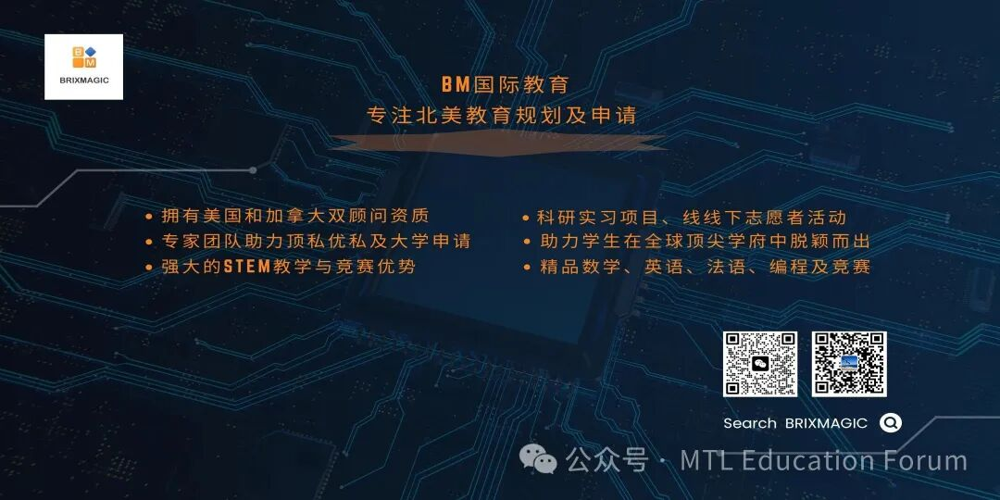 BM
BRIXMAGIC
BM国际教育
专注北美教育规划及申请
• 拥有美国和加拿大双顾问资质
• 专家团队助力顶私优私及大学申请
• 强大的STEM教学与竞赛优势
• 科研实习项目、线线下志愿者活动
• 助力学生在全球顶尖学府中脱颖而出
• 精品数学、英语、法语、编程及竞赛
Search BRIXMAGIC
公众号 · MTL Education Forum